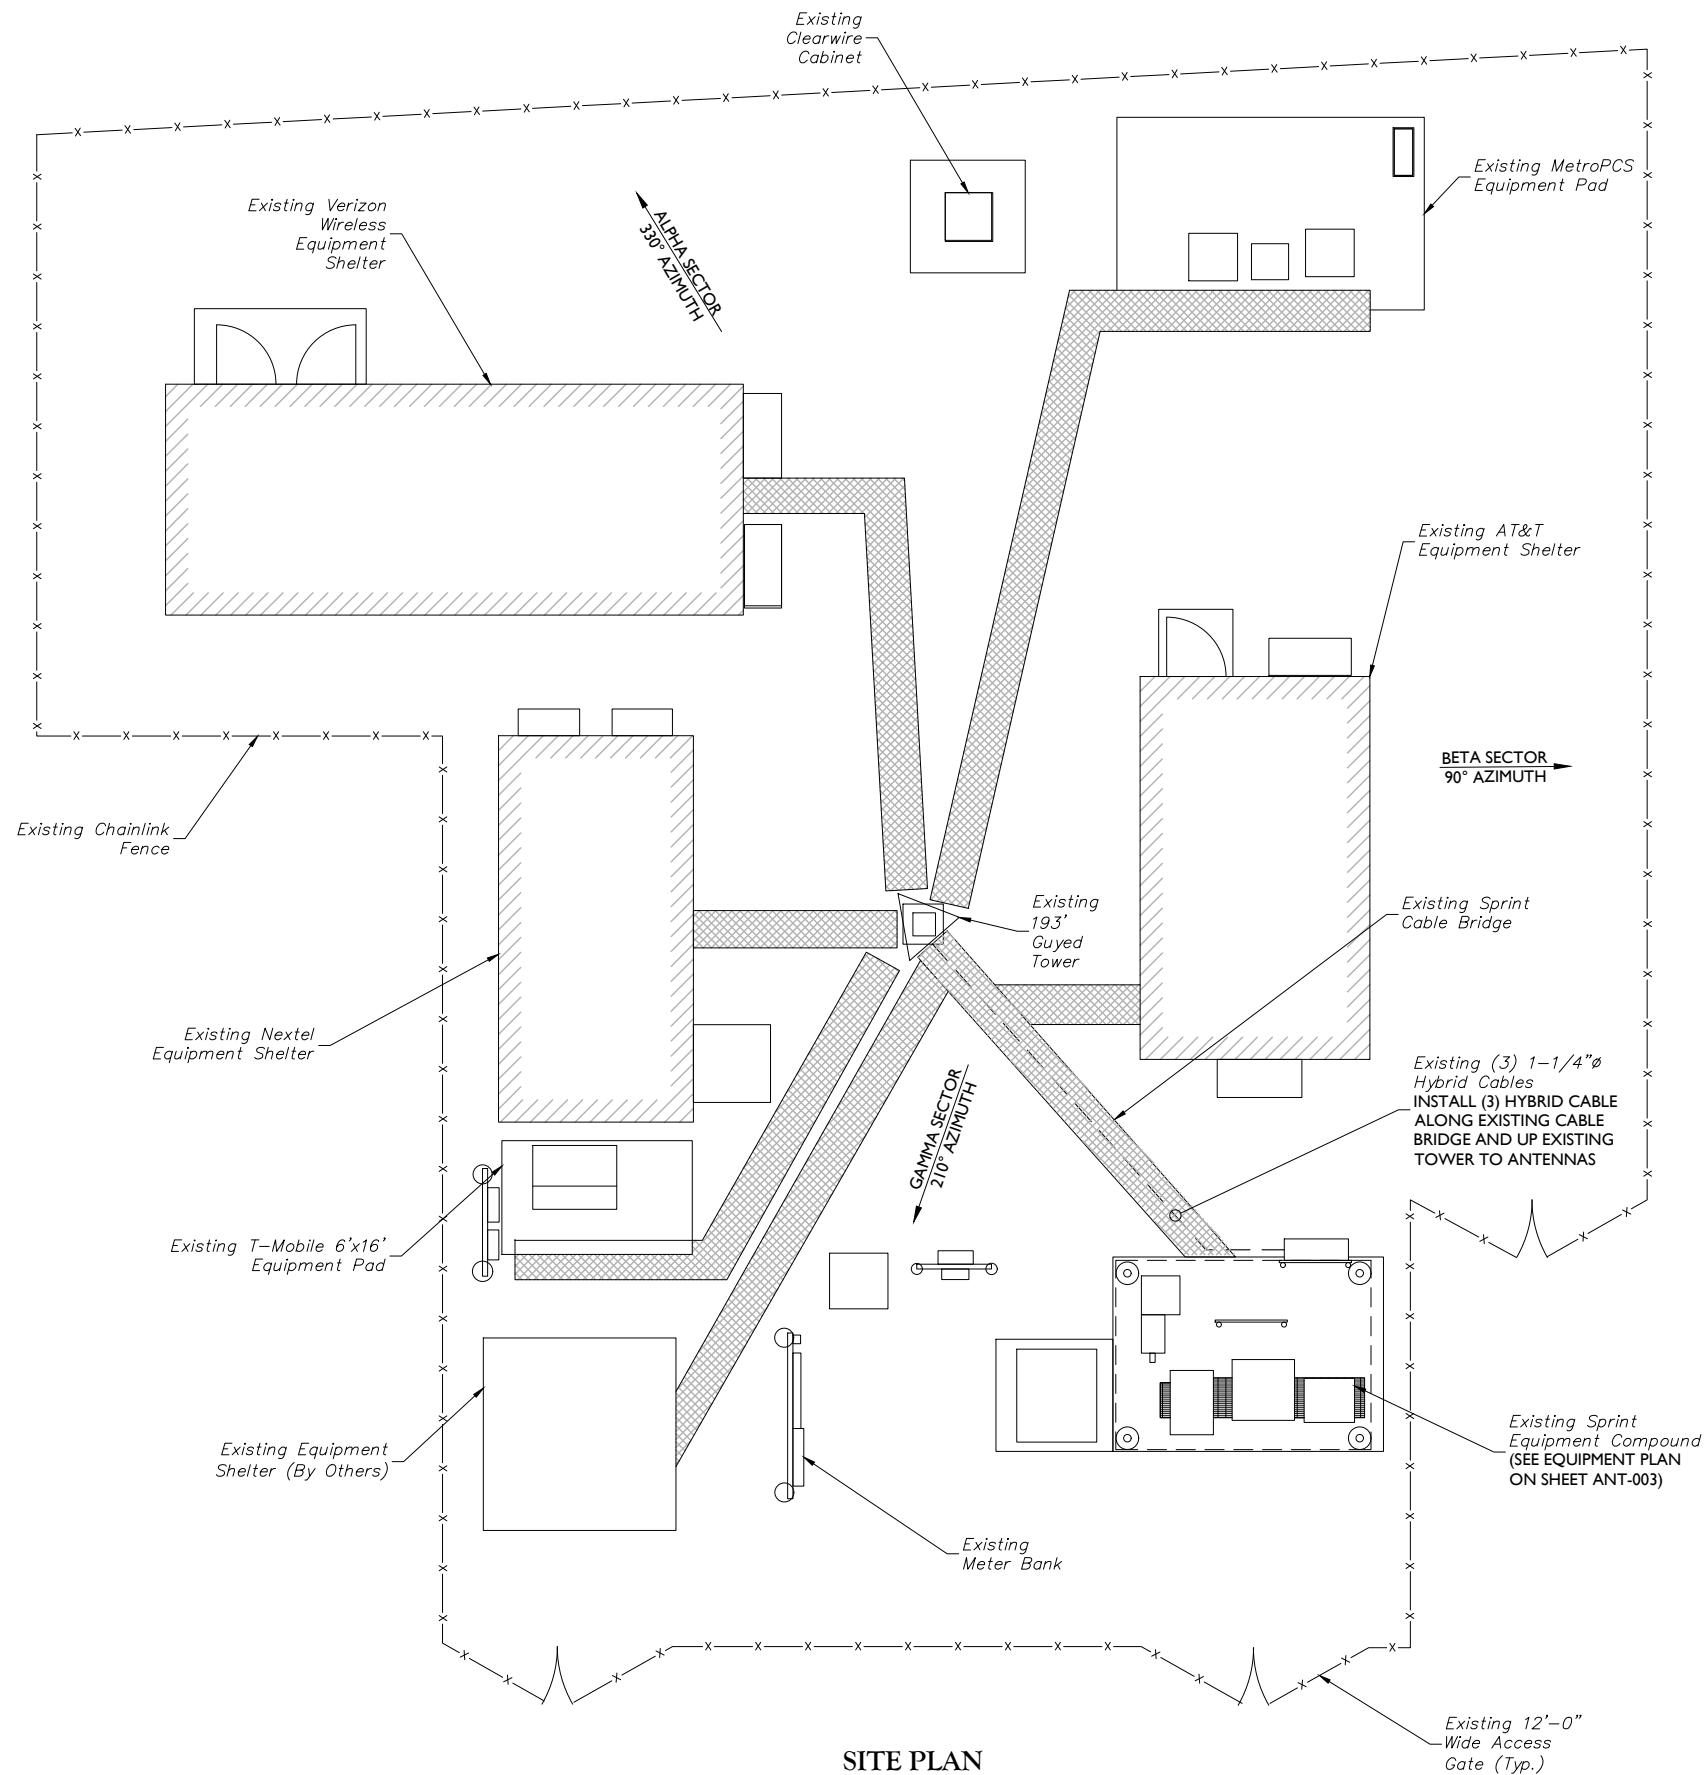 Existing
Clearwire
Cabinet
Existing MetroPCS
Equipment Pad
Existing Verizon
Wireless
Equipment
Shelter
ALPHA SECTOR
330° AZIMUTH
Existing AT&T
Equipment Shelter
BETA SECTOR
90° AZIMUTH
Existing Chainlink
Fence
Existing
193'
Guyed
Tower
Existing Sprint
Cable Bridge
Existing Nextel
Equipment Shelter
Existing (3) 1-1/4"ø
Hybrid Cables
INSTALL (3) HYBRID CABLE
ALONG EXISTING CABLE
BRIDGE AND UP EXISTING
TOWER TO ANTENNAS
GAMMA SECTOR
210° AZIMUTH
Existing T-Mobile 6'x16'
Equipment Pad
Existing Equipment
Shelter (By Others)
Existing Sprint
Equipment Compound
(SEE EQUIPMENT PLAN
ON SHEET ANT-003)
Existing
Meter Bank
Existing 12'-0"
Wide Access
Gate (Typ.)
SITE PLAN